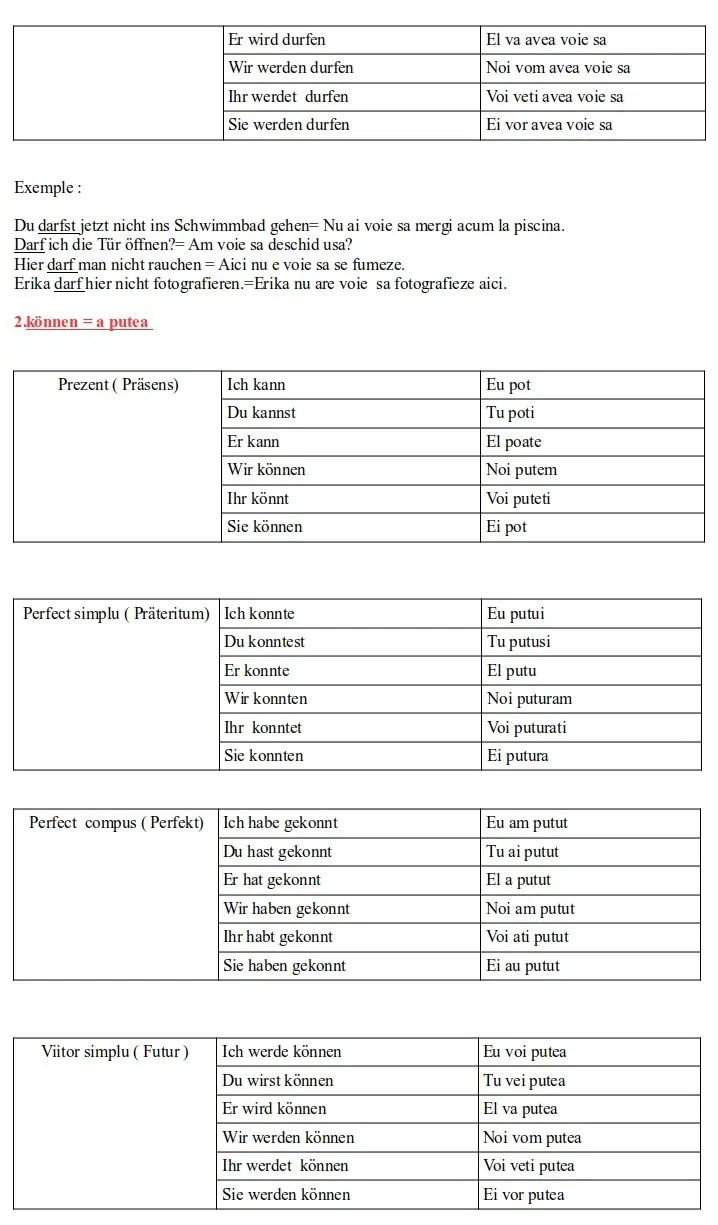 Er wird durfen El va avea voie sa
Wir werden durfen Noi vom avea voie sa
Ihr werdet durfen Voi veti avea voie sa
Sie werden durfen Ei vor avea voie sa
Exemple :
Du darfst jetzt nicht ins Schwimmbad gehen= Nu ai voie sa mergi acum la piscina.
Darf ich die Tür öffnen?= Am voie sa deschid usa?
Hier darf man nicht rauchen = Aici nu e voie sa se fumeze.
Erika darf hier nicht fotografieren.=Erika nu are voie sa fotografieze aici.
2.können = a putea
Prezent ( Präsens) Ich kann Eu pot
Du kannst Tu poti
Er kann El poate
Wir können Noi putem
Ihr könnt Voi puteti
Sie können Ei pot
Perfect simplu ( Präteritum) Ich konnte Eu putui
Du konntest Tu putusi
Er konnte El putu
Wir konnten Noi puturam
Ihr konntet Voi puturati
Sie konnten Ei putura
Perfect compus ( Perfekt) Ich habe gekonnt Eu am putut
Du hast gekonnt Tu ai putut
Er hat gekonnt El a putut
Wir haben gekonnt Noi am putut
Ihr habt gekonnt Voi ati putut
Sie haben gekonnt Ei au putut
Viitor simplu ( Futur ) Ich werde können Eu voi putea
Du wirst können Tu vei putea
Er wird können El va putea
Wir werden können Noi vom putea
Ihr werdet können Voi veti putea
Sie werden können Ei vor putea